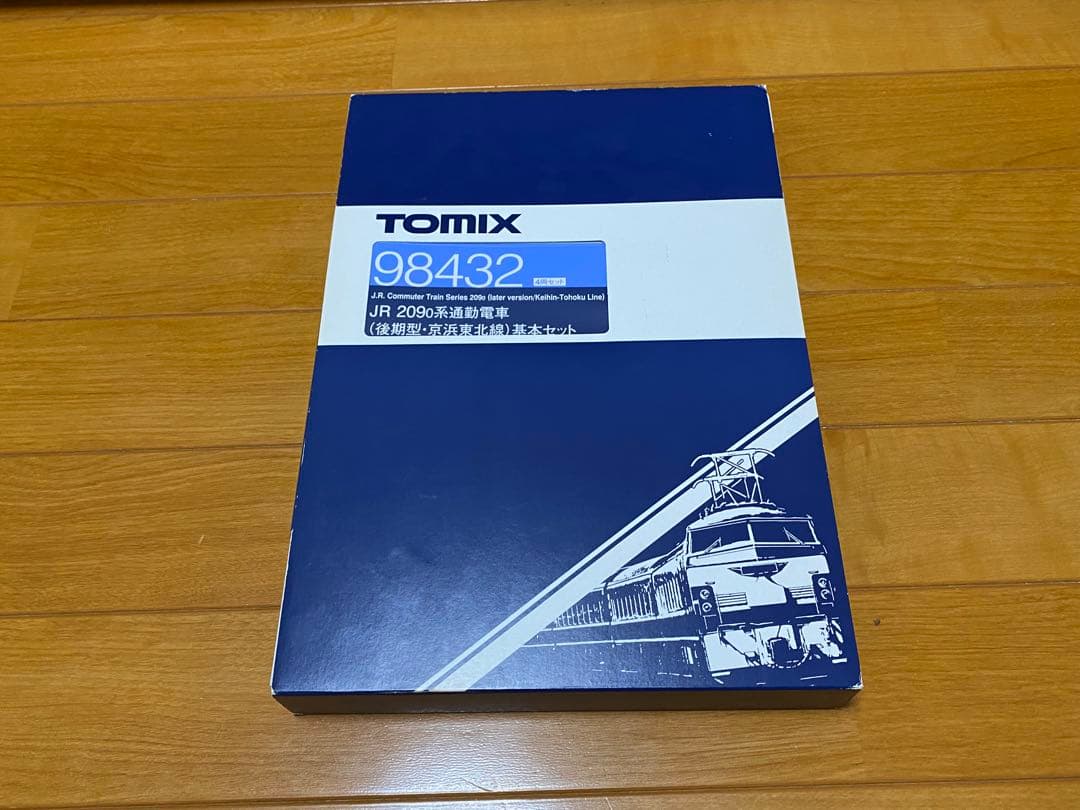 TOMIX
98432 4両セット
J.R. Commuter Train Series 209₀ (later version/Keihin-Tohoku Line)
JR 209₀系通勤電車
(後期型・京浜東北線)基本セット